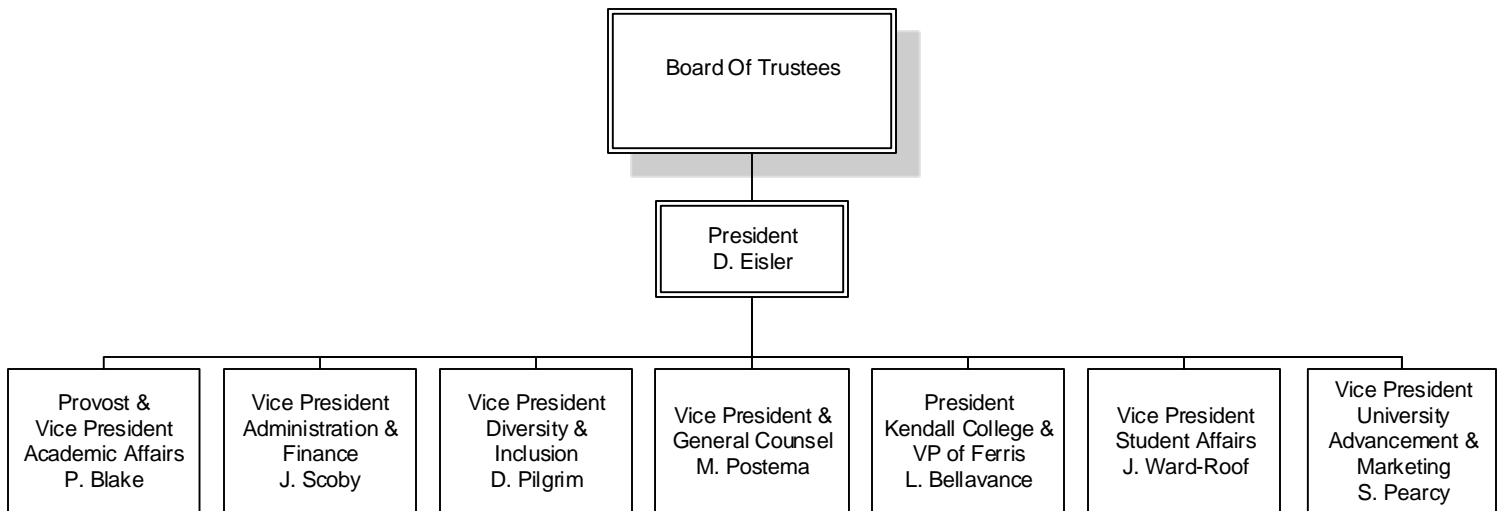 Board Of Trustees
President
D. Eisler
Provost &
Vice President
Academic Affairs
P. Blake
Vice President
Administration &
Finance
J. Scoby
Vice President
Diversity &
Inclusion
D. Pilgrim
Vice President &
General Counsel
M. Postema
President
Kendall College &
VP of Ferris
L. Bellavance
Vice President
Student Affairs
J. Ward-Roof
Vice President
University
Advancement &
Marketing
S. Pearcy